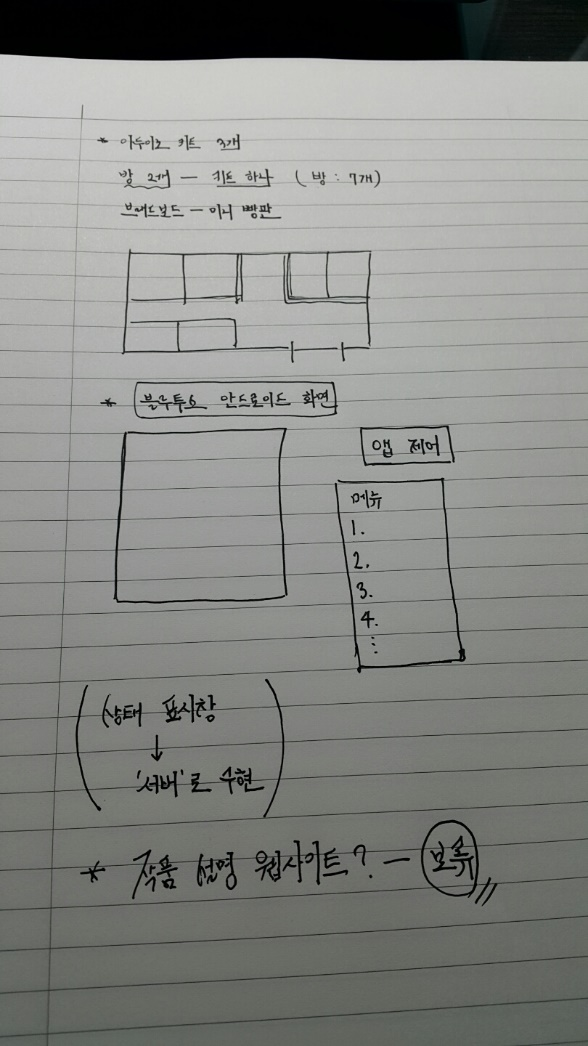 * 아두이노 키트 3개
방 2개 — 키트 하나 (방 : 7개)
브레드보드 — 미니 빵판
* 블루투스 안드로이드 화면
앱 제어
메뉴
1.
2.
3.
4.
⋮
(상태 표시창
↓
'서버'로 구현)
* 작품 설명 웹사이트? — 보류